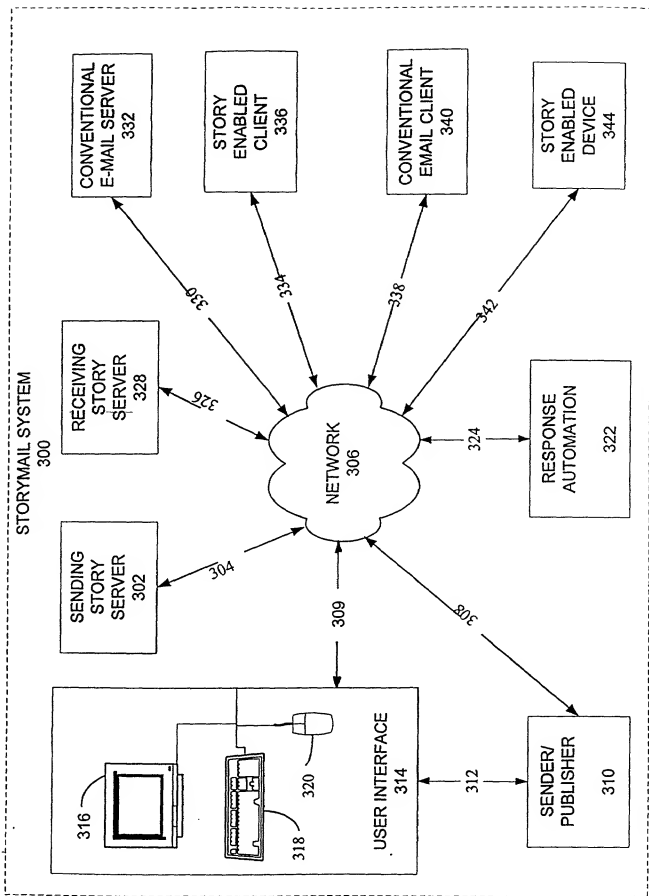 STORYMAIL SYSTEM
300
SENDING
STORY
SERVER
302
RECEIVING
STORY
SERVER
328
CONVENTIONAL
E-MAIL SERVER
332
STORY
ENABLED
CLIENT
336
CONVENTIONAL
EMAIL CLIENT
340
STORY
ENABLED
DEVICE
344
304
326
330
334
338
342
NETWORK
306
309
324
308
316
318
320
USER INTERFACE
314
312
SENDER/
PUBLISHER
310
RESPONSE
AUTOMATION
322